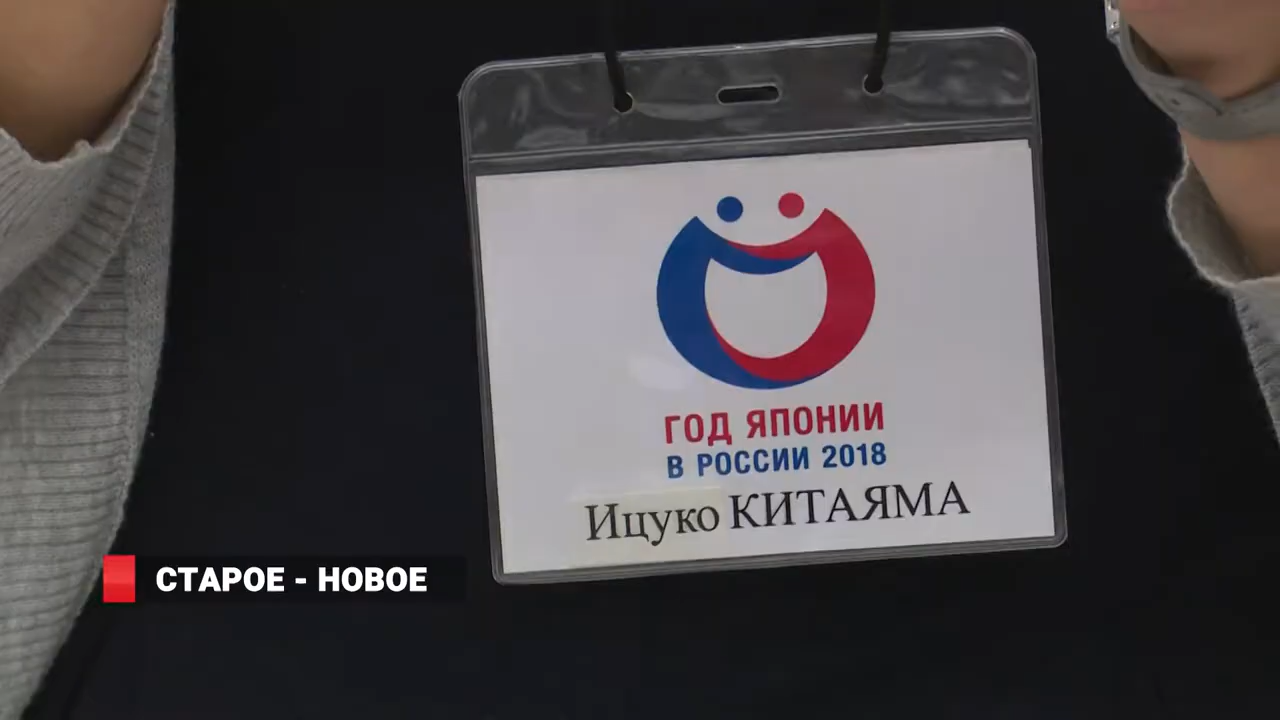 ГОД ЯПОНИИ
В РОССИИ 2018
Ицуко КИТАЯМА
СТАРОЕ - НОВОЕ